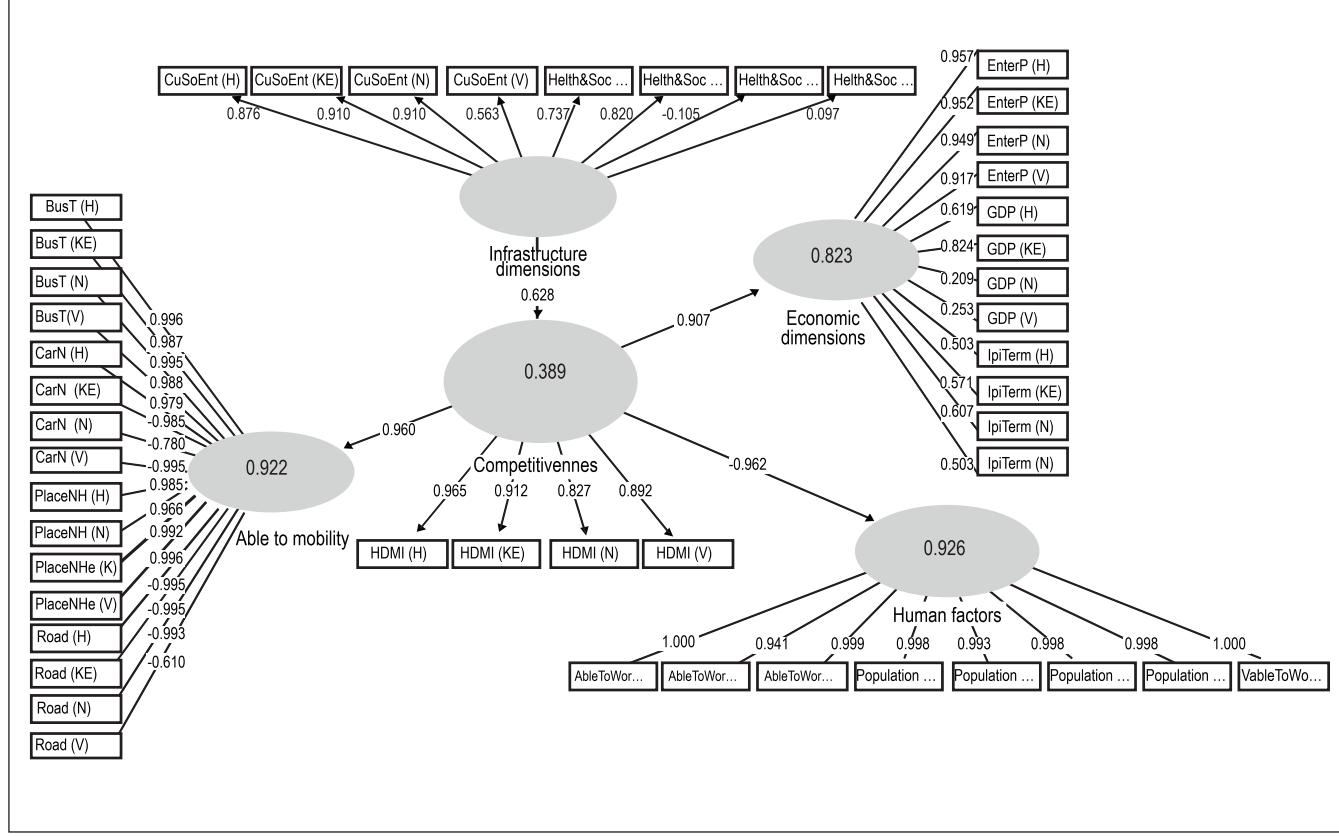 CuSoEnt (H)
CuSoEnt (KE)
CuSoEnt (N)
CuSoEnt (V)
Helth&Soc ...
Helth&Soc ...
Helth&Soc ...
Helth&Soc ...
0.876
0.910
0.910
0.563
0.737
0.820
-0.105
0.097
Infrastructure
dimensions
0.628
0.389
Competitivennes
0.965
0.912
0.827
0.892
HDMI (H)
HDMI (KE)
HDMI (N)
HDMI (V)
0.907
0.960
-0.962
0.823
Economic
dimensions
0.957
0.952
0.949
0.917
0.619
0.824
0.209
0.253
0.503
0.571
0.607
0.503
EnterP (H)
EnterP (KE)
EnterP (N)
EnterP (V)
GDP (H)
GDP (KE)
GDP (N)
GDP (V)
IpiTerm (H)
IpiTerm (KE)
IpiTerm (N)
IpiTerm (N)
BusT (H)
BusT (KE)
BusT (N)
BusT(V)
CarN (H)
CarN (KE)
CarN (N)
CarN (V)
PlaceNH (H)
PlaceNH (N)
PlaceNHe (K)
PlaceNHe (V)
Road (H)
Road (KE)
Road (N)
Road (V)
0.996
0.987
0.995
0.988
0.979
-0.985
-0.780
-0.995
0.985
0.966
0.992
0.996
-0.995
-0.995
-0.993
-0.610
0.922
Able to mobility
0.926
Human factors
1.000
0.941
0.999
0.998
0.993
0.998
0.998
1.000
AbleToWor...
AbleToWor...
AbleToWor...
Population ...
Population ...
Population ...
Population ...
VableToWo...